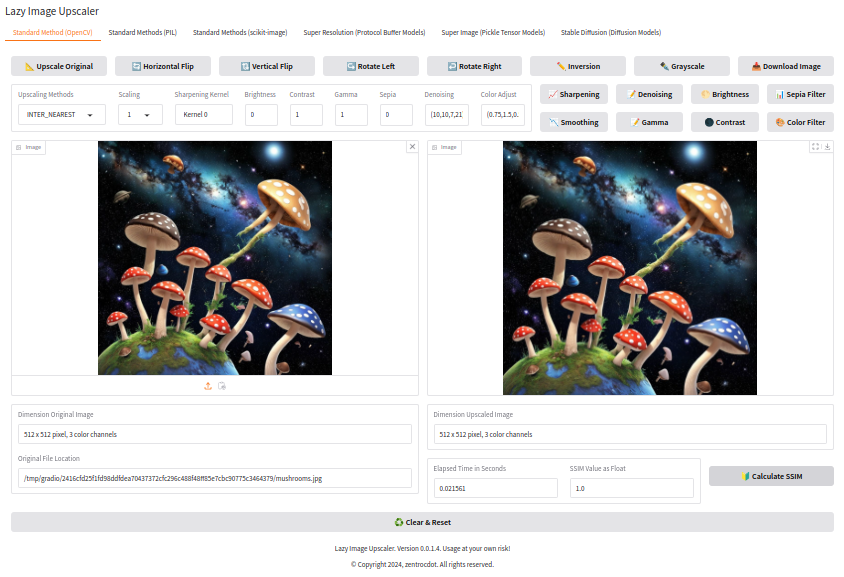 Lazy Image Upscaler
Standard Method (OpenCV) Standard Methods (PIL) Standard Methods (scikit-image) Super Resolution (Protocol Buffer Models) Super Image (Pickle Tensor Models) Stable Diffusion (Diffusion Models)
Upscale Original Horizontal Flip Vertical Flip Rotate Left Rotate Right Inversion Grayscale Download Image
Upscaling Methods Scaling Sharpening Kernel Brightness Contrast Gamma Sepia Denoising Color Adjust
INTER_NEAREST 1 Kernel 0 0 1 1 0 (10,10,7,21 (0.75,1.5,0.
Sharpening Denoising Brightness Sepia Filter
Smoothing Gamma Contrast Color Filter
Image
Image
Dimension Original Image
512 x 512 pixel, 3 color channels
Original File Location
Dimension Upscaled Image
512 x 512 pixel, 3 color channels
Elapsed Time in Seconds SSIM Value as Float
0.021561 1.0
Calculate SSIM
Clear & Reset
Lazy Image Upscaler. Version 0.0.1.4. Usage at your own risk!
© Copyright 2024, zentrocdot. All rights reserved.